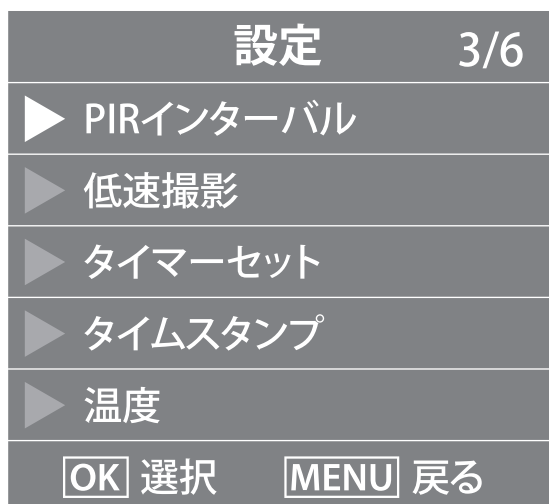 設定 3/6
PIRインターバル
低速撮影
タイマーセット
タイムスタンプ
温度
OK 選択 MENU 戻る